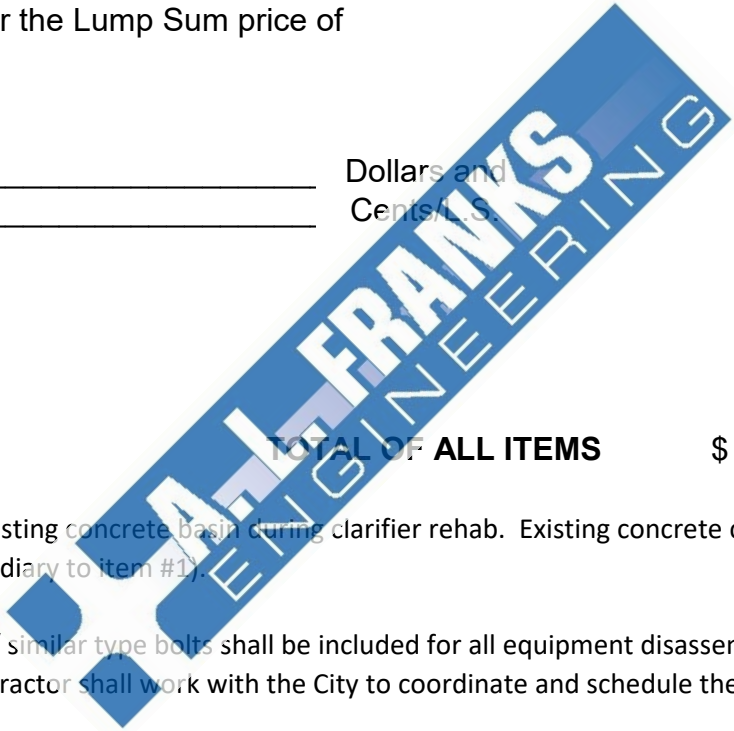 r the Lump Sum price of
Dollars and
Cents/L.S.
A. L. FRANKS
ENGINEERING
TOTAL OF ALL ITEMS $
sting concrete basin during clarifier rehab. Existing concrete
diary to item #1).
similar type bolts shall be included for all equipment disassem
ractor shall work with the City to coordinate and schedule the